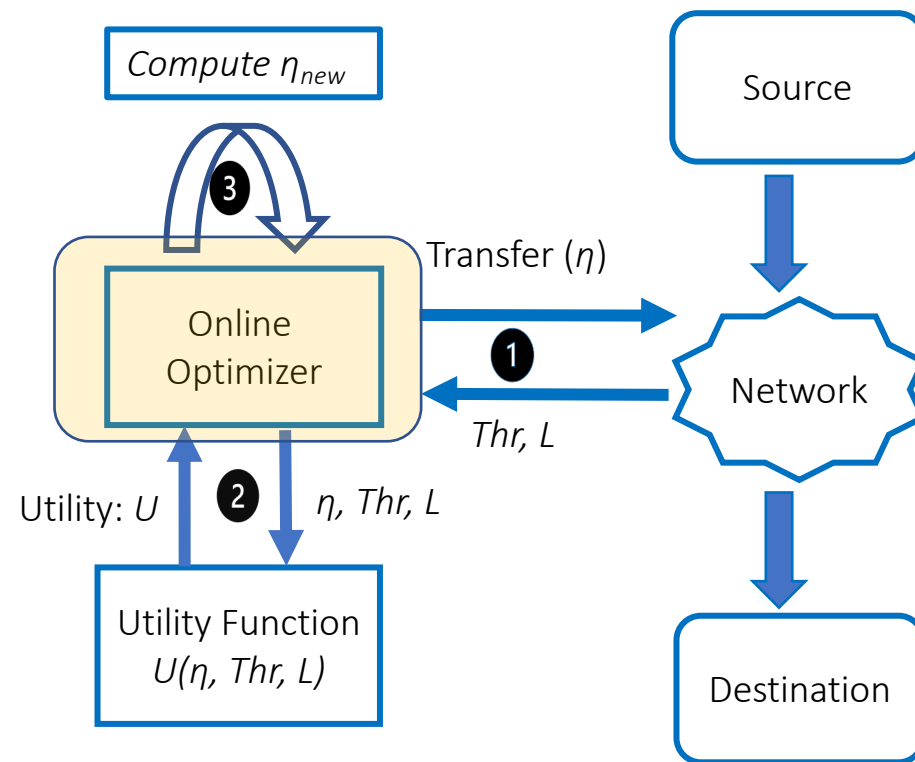 Compute η_new
Source
3
Transfer (η)
Online
Optimizer
1
Network
Thr, L
2
Utility: U
η, Thr, L
Utility Function
U(η, Thr, L)
Destination